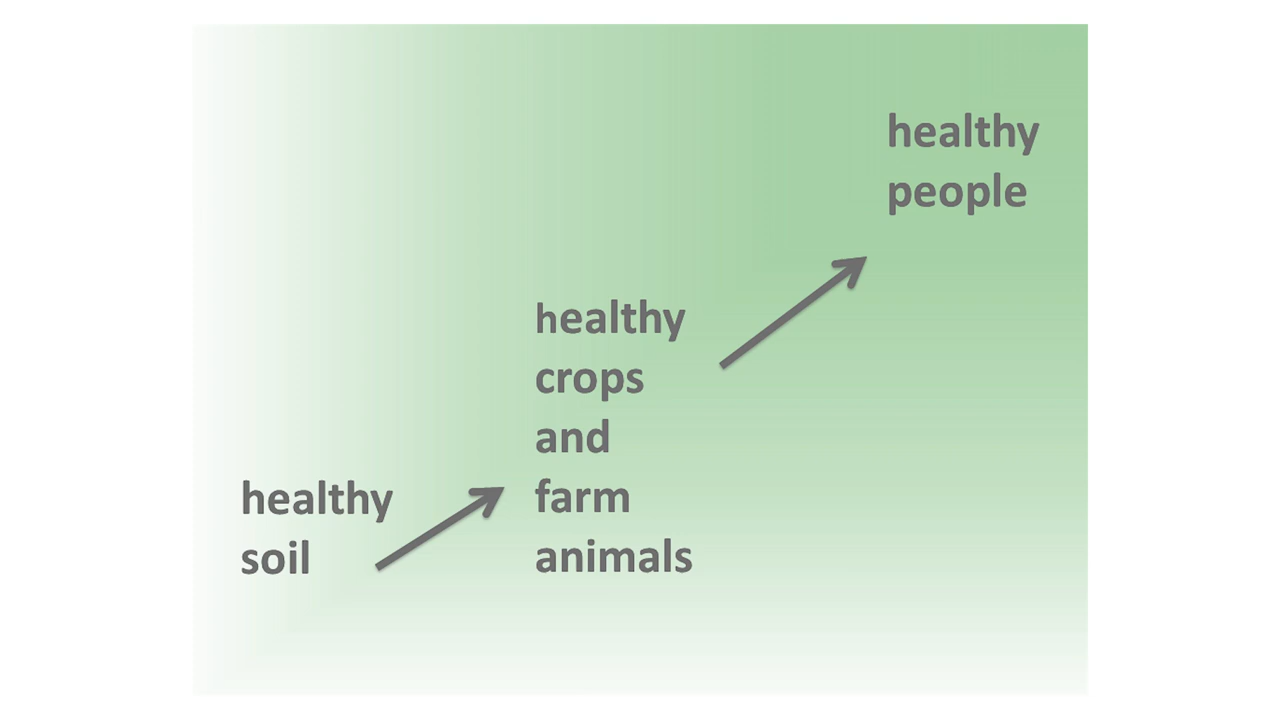 healthy
soil
healthy
crops
and
farm
animals
healthy
people